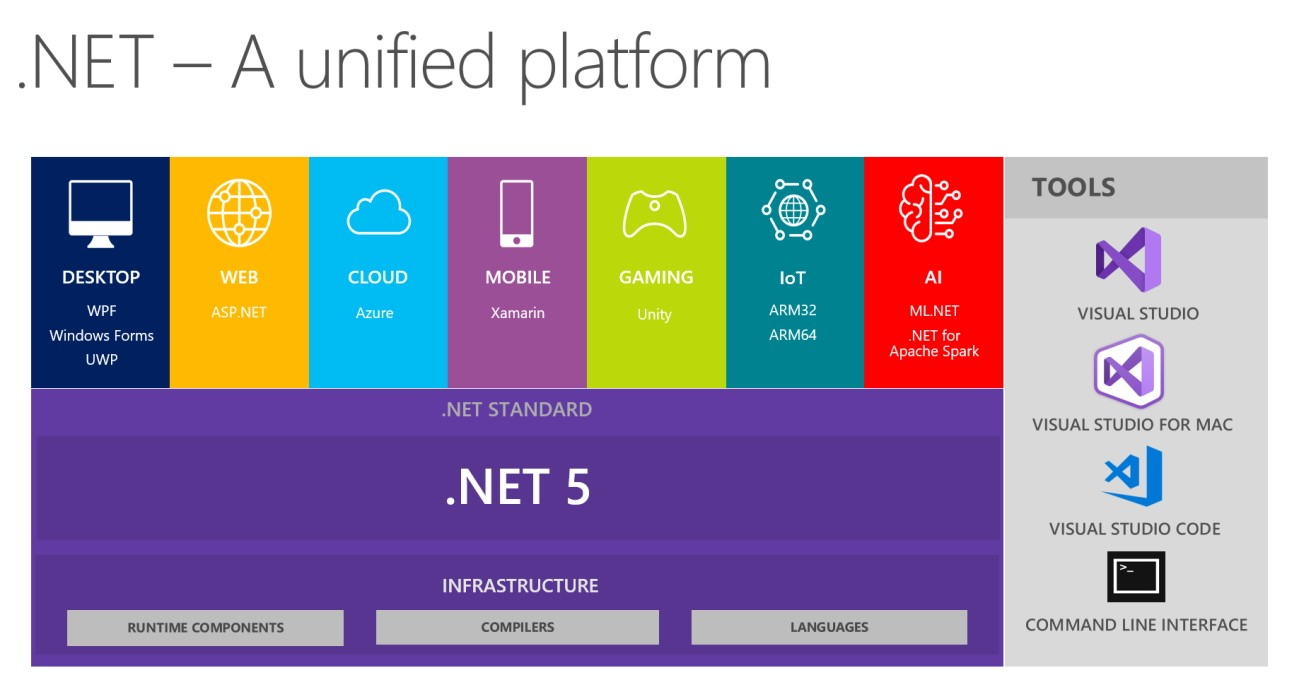 .NET – A unified platform
DESKTOP
WPF
Windows Forms
UWP
WEB
ASP.NET
CLOUD
Azure
MOBILE
Xamarin
GAMING
Unity
IoT
ARM32
ARM64
AI
ML.NET
.NET for
Apache Spark
.NET STANDARD
.NET 5
INFRASTRUCTURE
RUNTIME COMPONENTS
COMPILERS
LANGUAGES
TOOLS
VISUAL STUDIO
VISUAL STUDIO FOR MAC
VISUAL STUDIO CODE
>_
COMMAND LINE INTERFACE